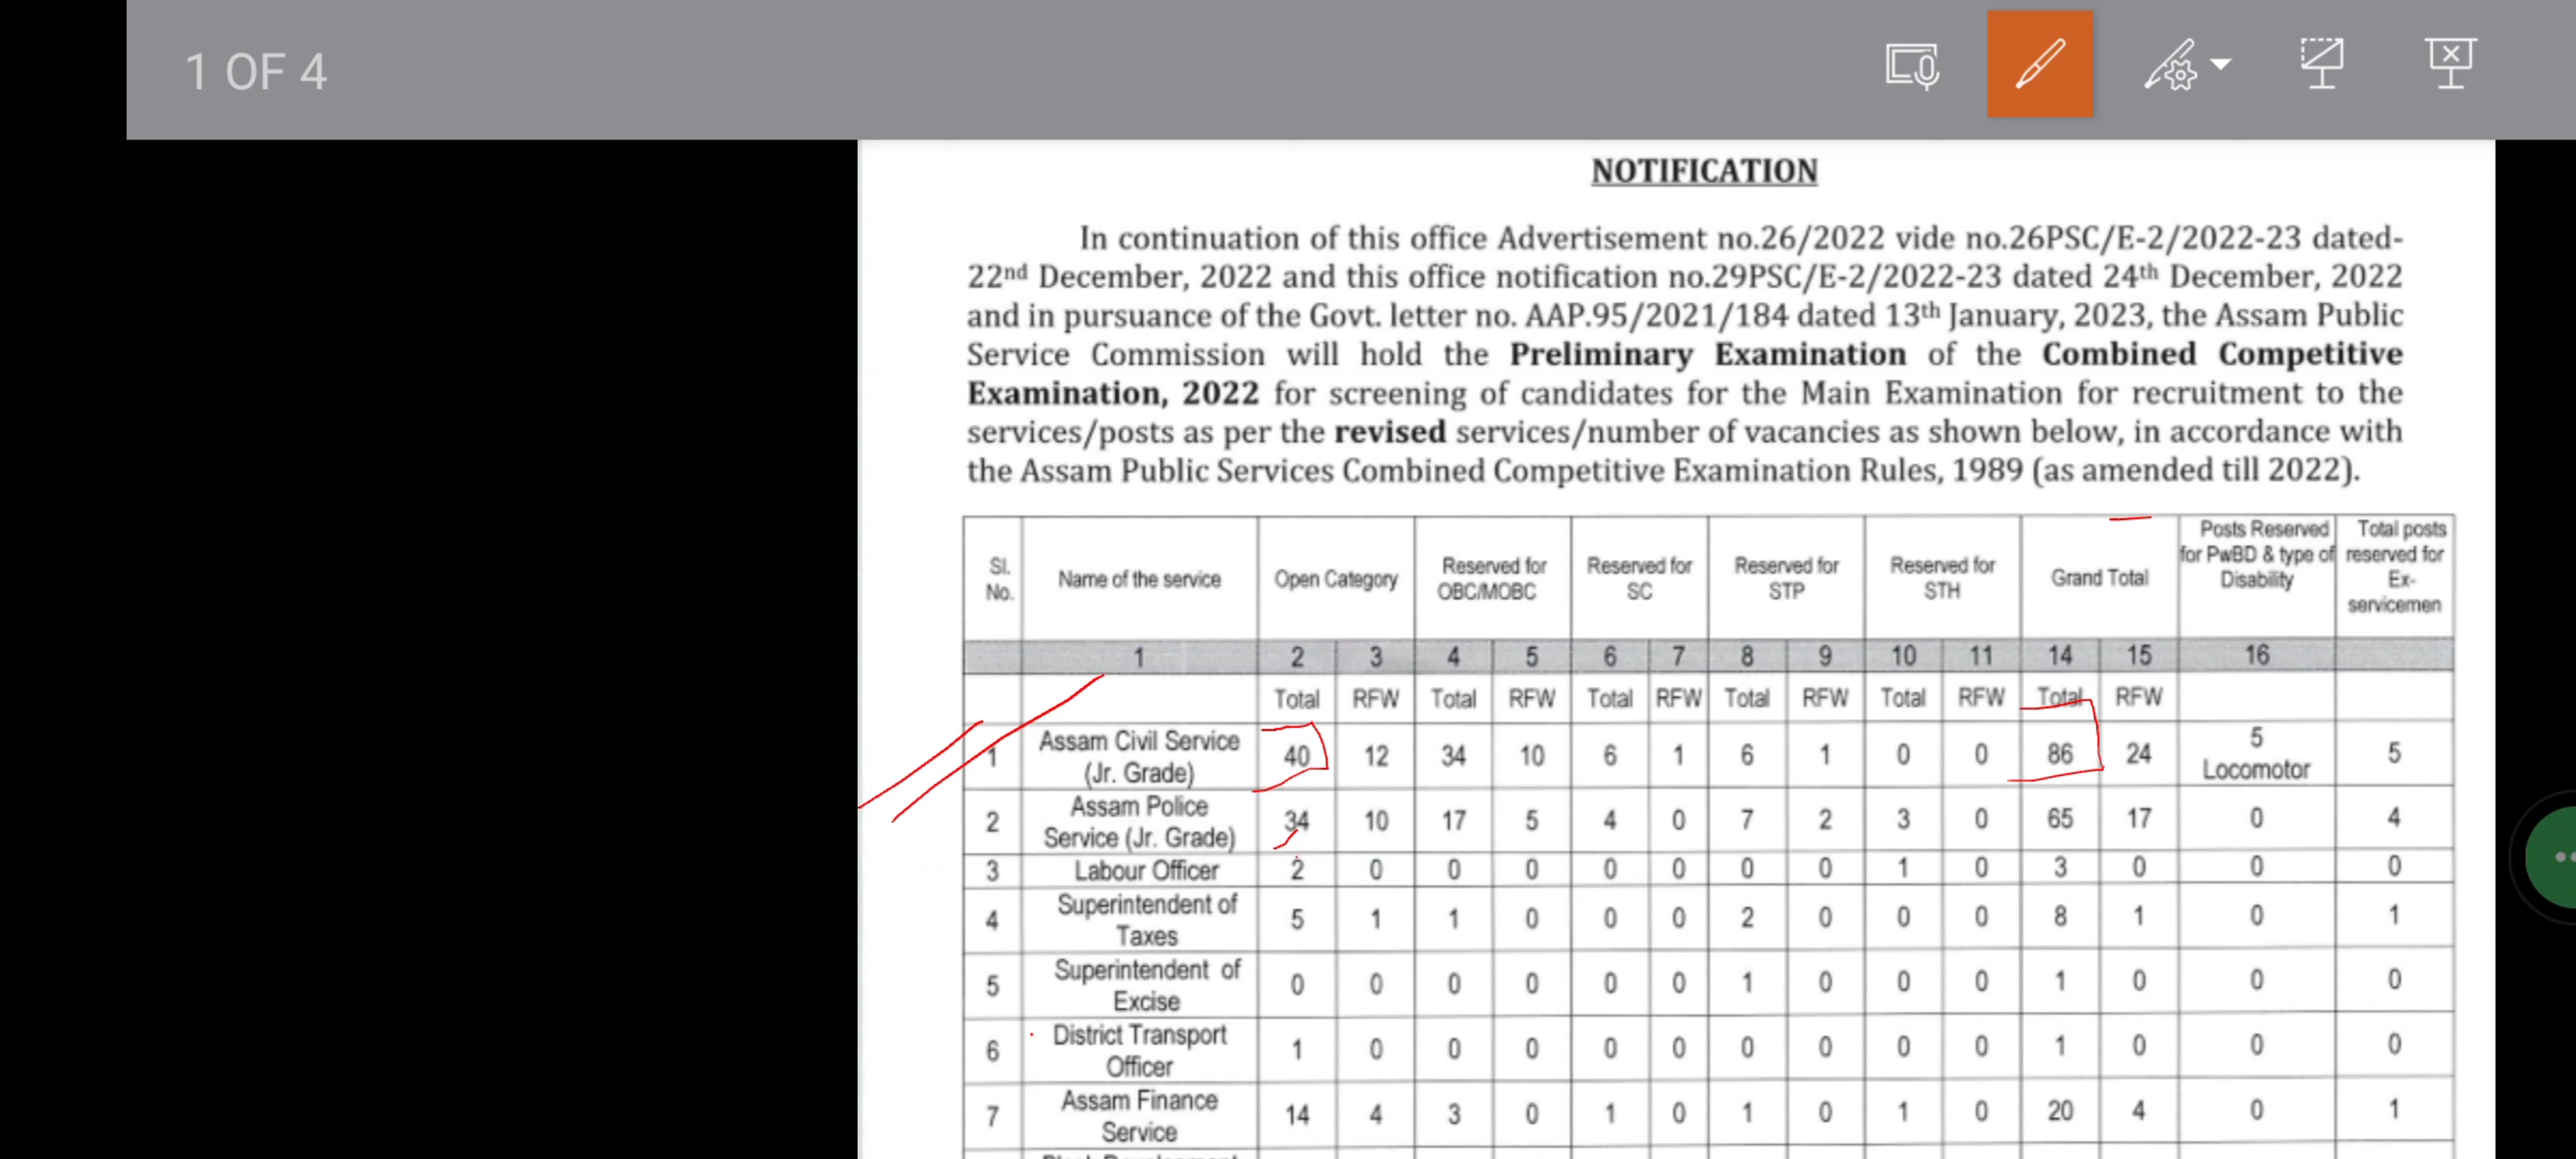 1 OF 4
NOTIFICATION
In continuation of this office Advertisement no.26/2022 vide no.26PSC/E-2/2022-23 dated-
22nd December, 2022 and this office notification no.29PSC/E-2/2022-23 dated 24th December, 2022
and in pursuance of the Govt. letter no. AAP.95/2021/184 dated 13th January, 2023, the Assam Public
Service Commission will hold the Preliminary Examination of the Combined Competitive
Examination, 2022 for screening of candidates for the Main Examination for recruitment to the
services/posts as per the revised services/number of vacancies as shown below, in accordance with
the Assam Public Services Combined Competitive Examination Rules, 1989 (as amended till 2022).
Sl. No. Name of the service Open Category Reserved for OBC/MOBC Reserved for SC Reserved for STP Reserved for STH Grand Total Posts Reserved for PwBD & type of Disability Total posts reserved for Ex-servicemen
1 2 3 4 5 6 7 8 9 10 11 14 15 16
Total RFW Total RFW Total RFW Total RFW Total RFW Total RFW
1 Assam Civil Service (Jr. Grade) 40 12 34 10 6 1 6 1 0 0 86 24 5 Locomotor 5
2 Assam Police Service (Jr. Grade) 34 10 17 5 4 0 7 2 3 0 65 17 0 4
3 Labour Officer 2 0 0 0 0 0 0 0 1 0 3 0 0 0
4 Superintendent of Taxes 5 1 1 0 0 0 2 0 0 0 8 1 0 1
5 Superintendent of Excise 0 0 0 0 0 0 1 0 0 0 1 0 0 0
6 District Transport Officer 1 0 0 0 0 0 0 0 0 0 1 0 0 0
7 Assam Finance Service 14 4 3 0 1 0 1 0 1 0 20 4 0 1